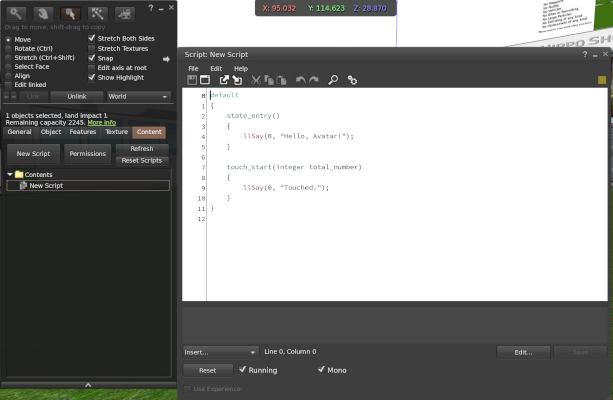 X: 95.032 Y: 114.623 Z: 28.870
Drag to move, shift-drag to copy
Move
Rotate (Ctrl)
Stretch (Ctrl+Shift)
Select Face
Align
Edit linked
Stretch Both Sides
Stretch Textures
Snap
Edit axis at root
Show Highlight
Link
Unlink
World
1 objects selected, land impact 1
Remaining capacity 2245. More info
General Object Features Texture Content
New Script
Permissions
Refresh
Reset Scripts
Contents
New Script
Script: New Script
File Edit Help
0 default
1 {
2 state_entry()
3 {
4 llSay(0, "Hello, Avatar!");
5 }
6
7 touch_start(integer total_number)
8 {
9 llSay(0, "Touched.");
10 }
11 }
12
Insert...
Line 0, Column 0
Edit...
Save
Reset
Running
Mono
Use Experience: